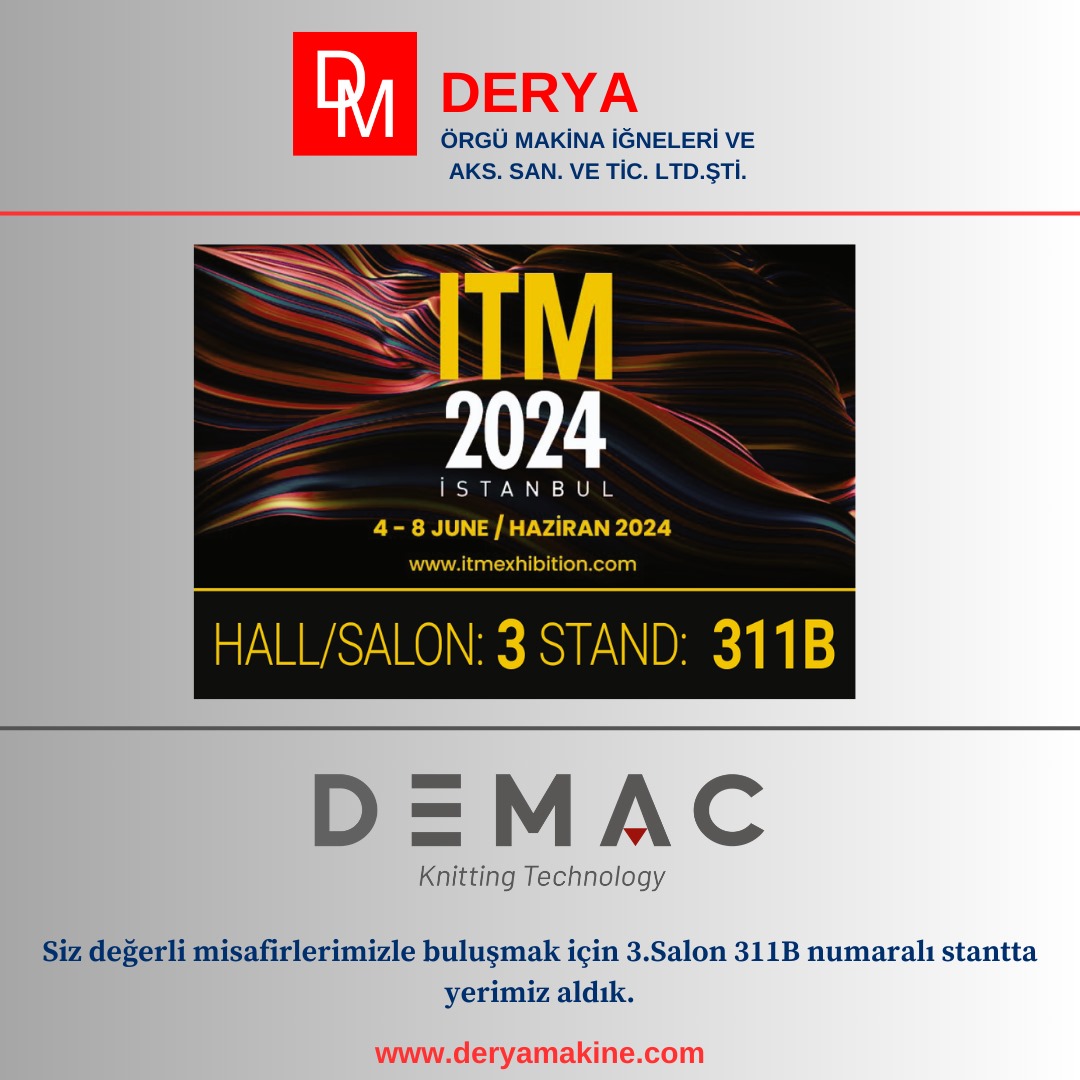 DM
DERYA
ÖRGÜ MAKİNA İĞNELERİ VE
AKS. SAN. VE TİC. LTD.ŞTİ.
ITM
2024
İSTANBUL
4 - 8 JUNE / HAZİRAN 2024
www.itmexhibition.com
HALL/SALON: 3 STAND: 311B
DEMAC
Knitting Technology
Siz değerli misafirlerimizle buluşmak için 3.Salon 311B numaralı stantta
yerimiz aldık.
www.deryamakine.com